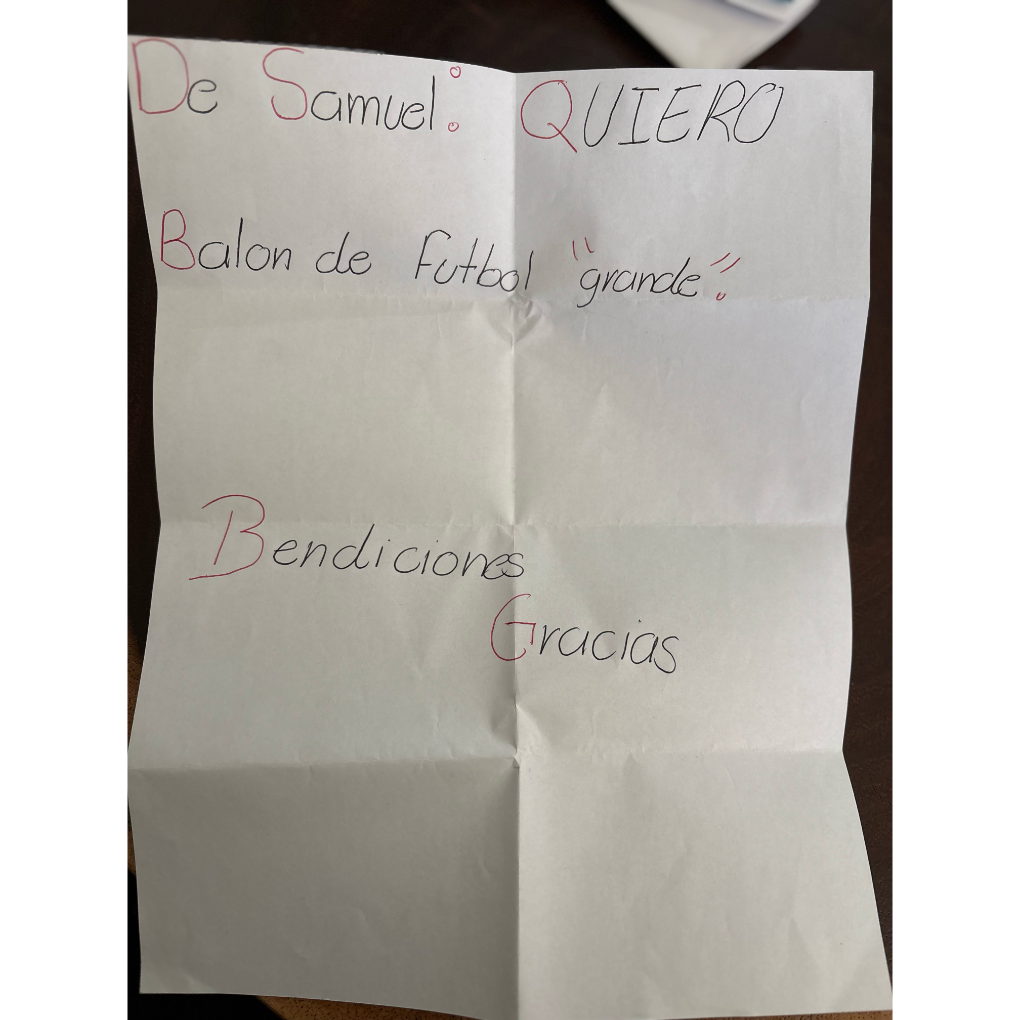 De Samuel: QUIERO
Balon de futbol "grande".
Bendiciones
Gracias